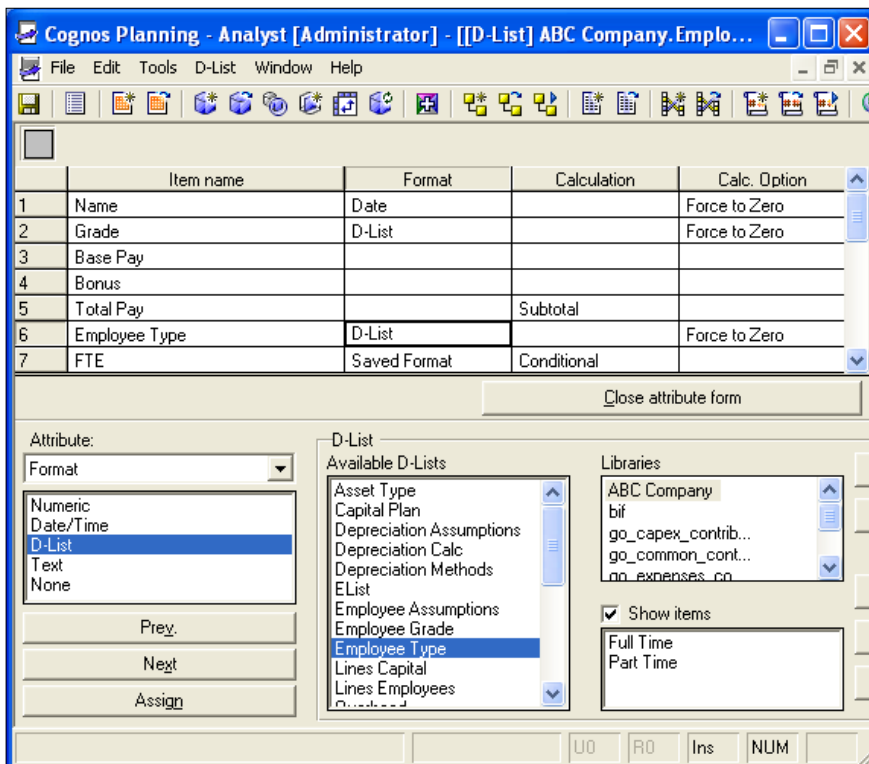 Cognos Planning - Analyst [Administrator] - [[D-List] ABC Company.Emplo...
File Edit Tools D-List Window Help
Item name Format Calculation Calc. Option
1 Name Date Force to Zero
2 Grade D-List Force to Zero
3 Base Pay
4 Bonus
5 Total Pay Subtotal
6 Employee Type D-List Force to Zero
7 FTE Saved Format Conditional
Close attribute form
Attribute:
Format
Numeric
Date/Time
D-List
Text
None
Prev.
Next
Assign
D-List
Available D-Lists
Asset Type
Capital Plan
Depreciation Assumptions
Depreciation Calc
Depreciation Methods
EList
Employee Assumptions
Employee Grade
Employee Type
Lines Capital
Lines Employees
Overhead
Libraries
ABC Company
bif
go_capex_contrib...
go_common_cont...
go_expenses_co
Show items
Full Time
Part Time
U0 R0 Ins NUM